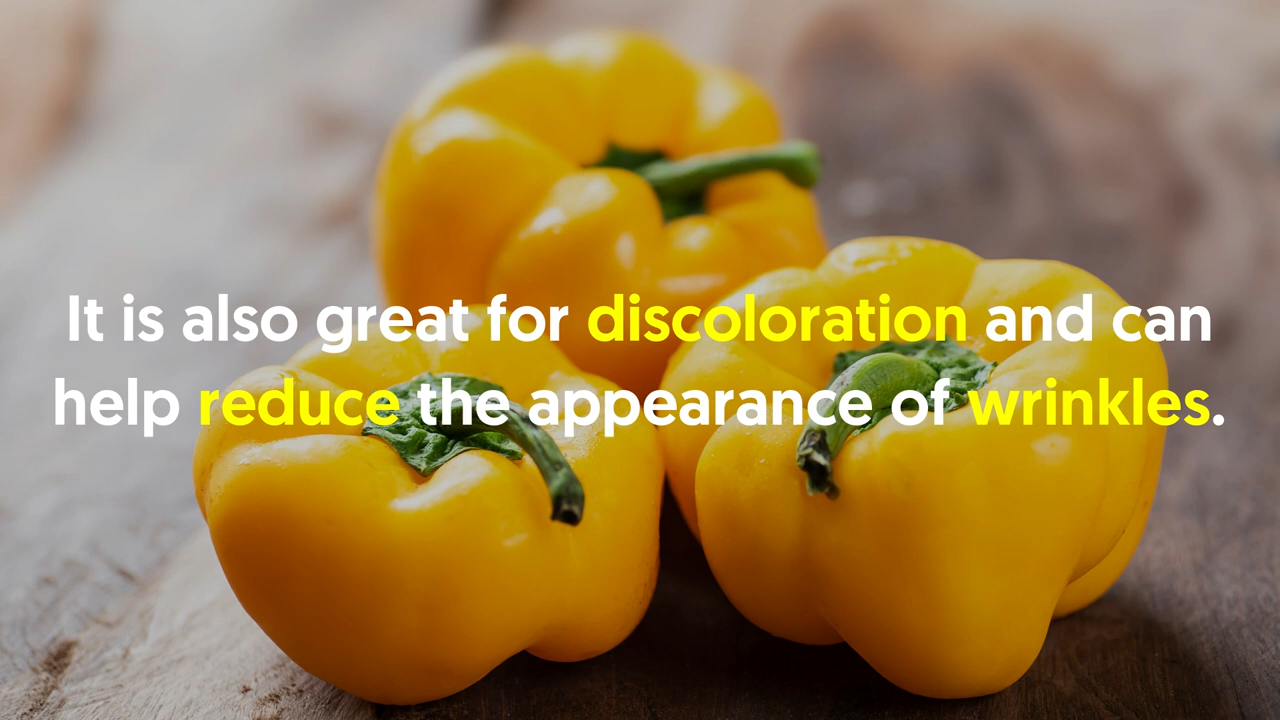 It is also great for discoloration and can
help reduce the appearance of wrinkles.